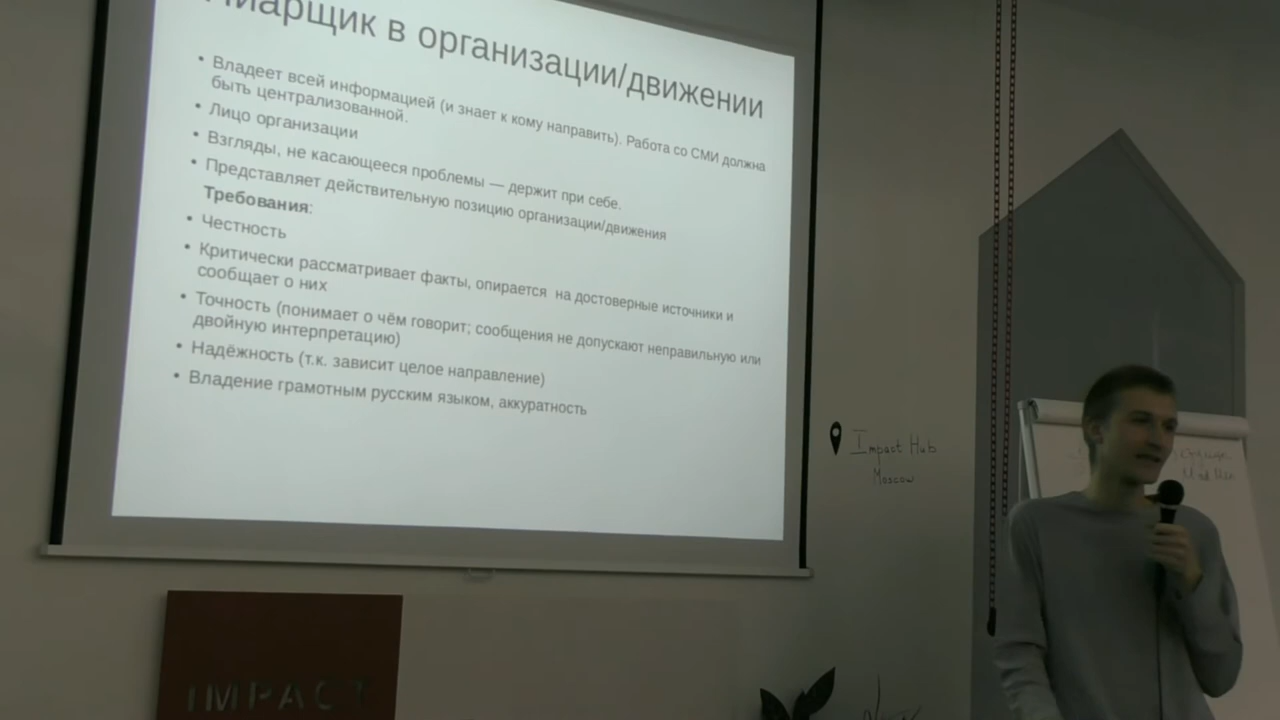 Пиарщик в организации/движении
• Владеет всей информацией (и знает к кому направить). Работа со СМИ должна
быть централизованной.
• Лицо организации
• Взгляды, не касающееся проблемы — держит при себе.
• Представляет действительную позицию организации/движения
Требования:
• Честность
• Критически рассматривает факты, опирается на достоверные источники и
сообщает о них
• Точность (понимает о чём говорит; сообщения не допускают неправильную или
двойную интерпретацию)
• Надёжность (т.к. зависит целое направление)
• Владение грамотным русским языком, аккуратность
Impact Hub
Moscow
IMPACT